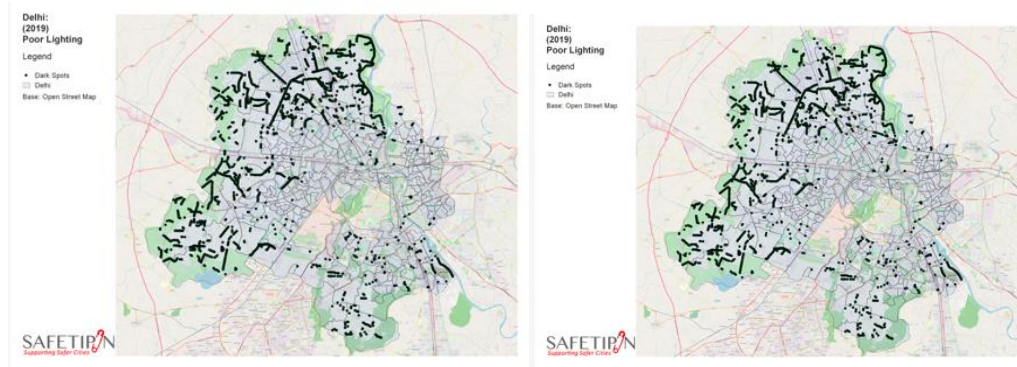 Delhi:
(2019)
Poor Lighting
Legend
Dark Spots
Delhi
Base: Open Street Map
SAFETIPIN
Supporting Safer Cities
Delhi:
(2019)
Poor Lighting
Legend
Dark Spots
Delhi
Base: Open Street Map
SAFETIPIN
Supporting Safer Cities